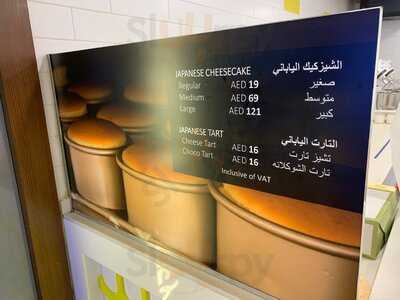 JAPANESE CHEESECAKE الشيزكيك الياباني
Regular AED 19 صغير
Medium AED 69 متوسط
Large AED 121 كبير
JAPANESE TART التارت الياباني
Cheese Tart AED 16 تشيز تارت
Choco Tart AED 16 تارت الشوكلاته
Inclusive of VAT